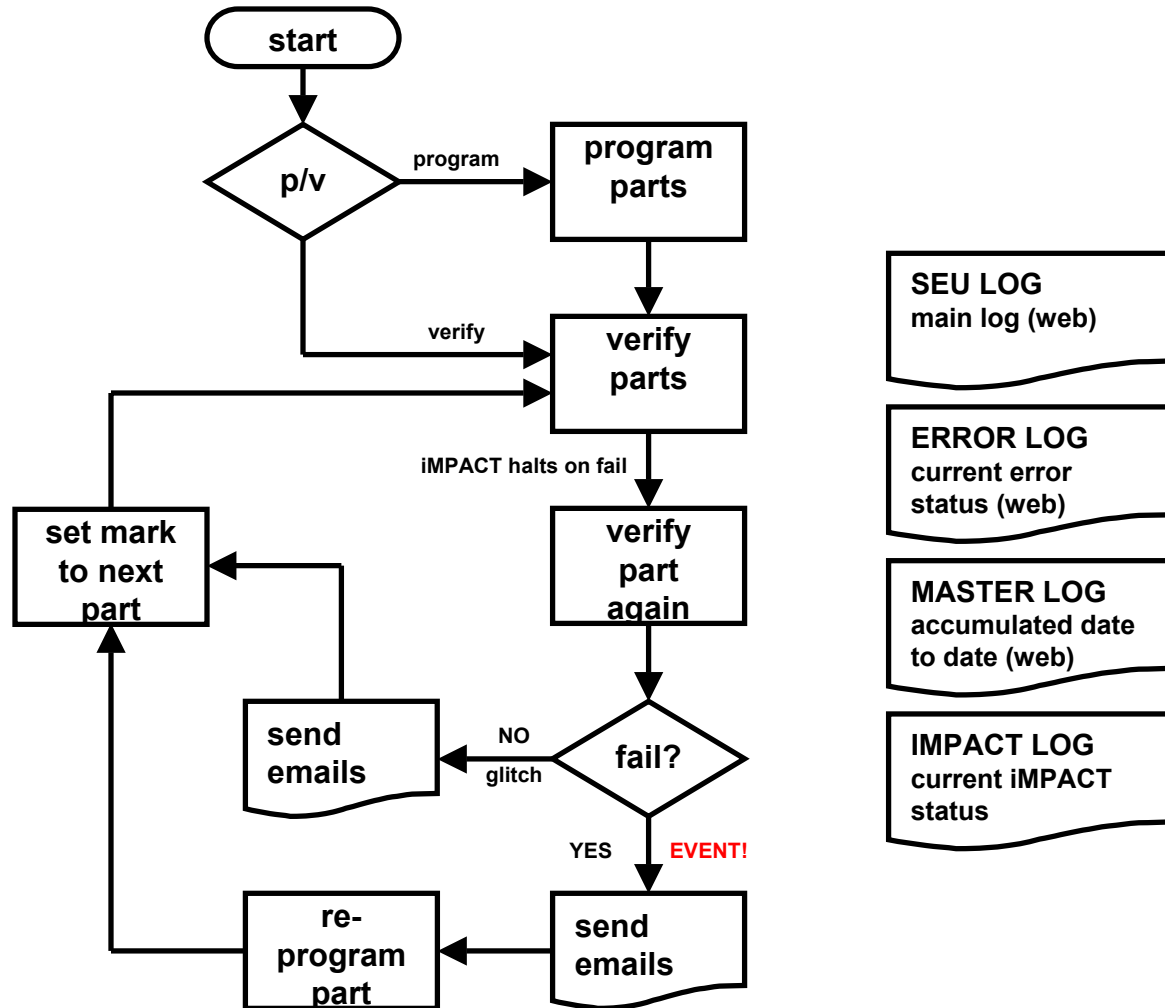 start
p/v
program
program
parts
verify
verify
parts
iMPACT halts on fail
set mark
to next
part
verify
part
again
send
emails
NO
glitch
fail?
YES
EVENT!
re-
program
part
send
emails
SEU LOG
main log (web)
ERROR LOG
current error
status (web)
MASTER LOG
accumulated date
to date (web)
IMPACT LOG
current iMPACT
status